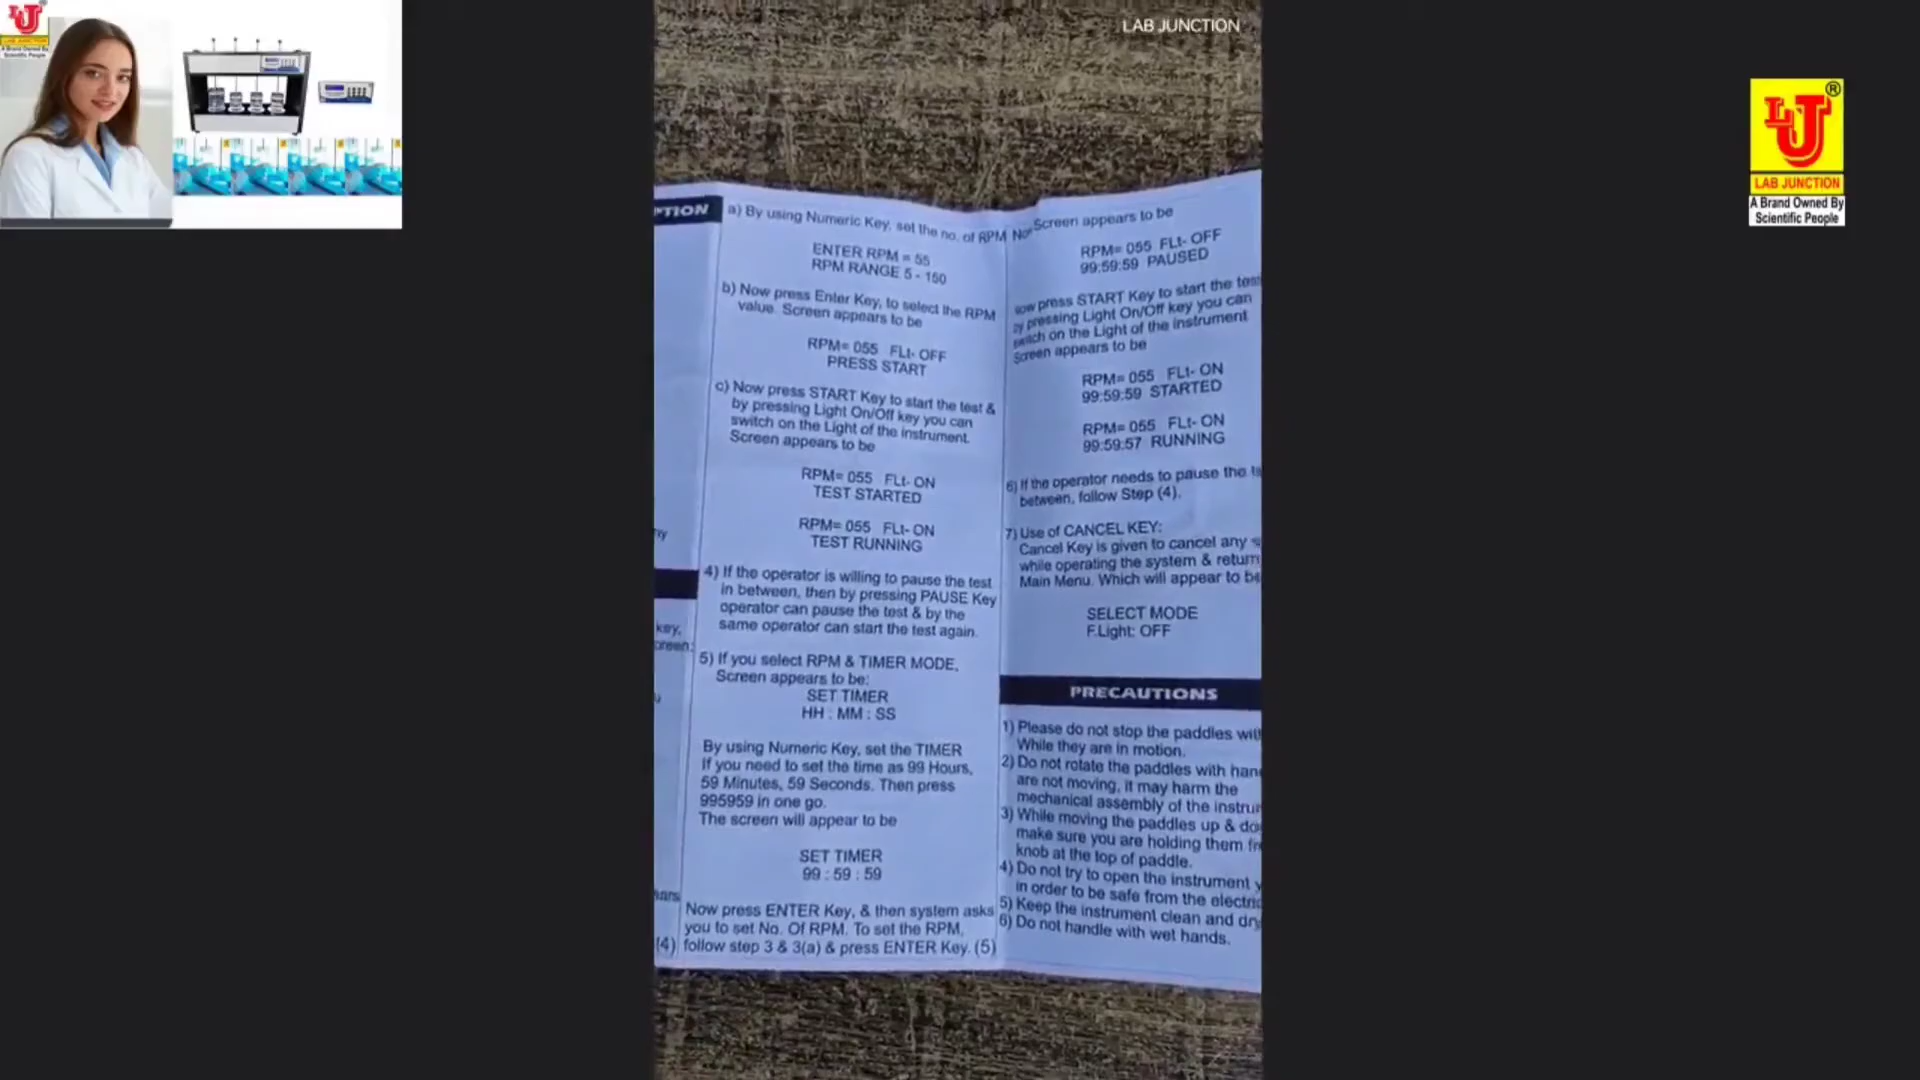 LJ
LAB JUNCTION
A Brand Owned By
Scientific People
LAB JUNCTION
LJ®
LAB JUNCTION
A Brand Owned By
Scientific People
PTION
key,
(4)
a) By using Numeric Key, set the no. of RPM
ENTER RPM = 55
RPM RANGE 5 - 150
b) Now press Enter Key, to select the RPM
value. Screen appears to be
RPM= 055 FLt- OFF
PRESS START
c) Now press START Key to start the test &
by pressing Light On/Off key you can
switch on the Light of the instrument.
Screen appears to be
RPM= 055 FLt- ON
TEST STARTED
RPM= 055 FLt- ON
TEST RUNNING
4) If the operator is willing to pause the test
in between, then by pressing PAUSE Key
operator can pause the test & by the
same operator can start the test again.
5) If you select RPM & TIMER MODE,
Screen appears to be:
SET TIMER
HH : MM : SS
By using Numeric Key, set the TIMER
If you need to set the time as 99 Hours,
59 Minutes, 59 Seconds. Then press
995959 in one go.
The screen will appear to be
SET TIMER
99 : 59 : 59
Now press ENTER Key, & then system asks
you to set No. Of RPM. To set the RPM,
follow step 3 & 3(a) & press ENTER Key. (5)
Screen appears to be
RPM= 055 FLt- OFF
99:59:59 PAUSED
press START Key to start the
pressing Light On/Off key you can
on the Light of the instrument
Screen appears to be
RPM= 055 FLt- ON
99:59:59 STARTED
RPM= 055 FLt- ON
99:59:57 RUNNING
6) If the operator needs to pause the
between, follow Step (4).
7) Use of CANCEL KEY:
Cancel Key is given to cancel any
while operating the system & return
Main Menu. Which will appear to
SELECT MODE
F.Light: OFF
PRECAUTIONS
1) Please do not stop the paddles
While they are in motion.
2) Do not rotate the paddles with
are not moving, it may harm the
mechanical assembly of the
3) While moving the paddles up &
make sure you are holding them
knob at the top of paddle.
4) Do not try to open the instrument
in order to be safe from the
5) Keep the instrument clean and
6) Do not handle with wet hands.